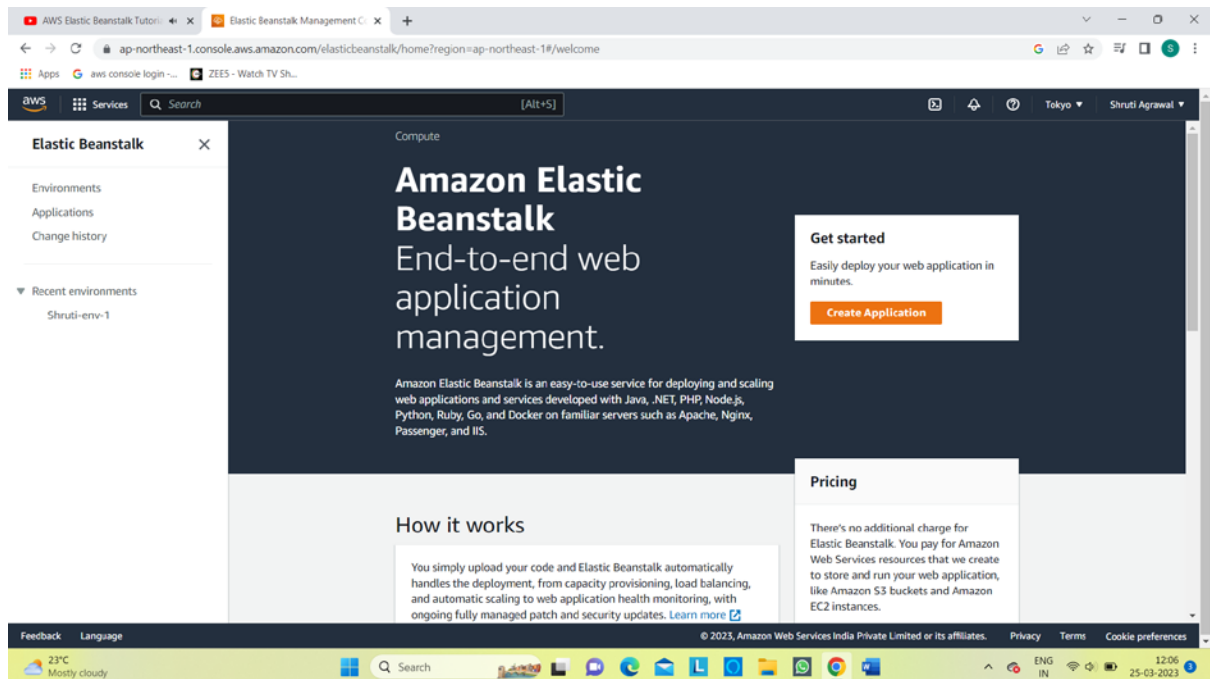 AWS Elastic Beanstalk Tutori
Elastic Beanstalk Management C
ap-northeast-1.console.aws.amazon.com/elasticbeanstalk/home?region=ap-northeast-1#/welcome
G
S
Apps
G aws console login -...
ZEE5 - Watch TV Sh...
aws
Services
Search
[Alt+S]
Tokyo ▼
Shruti Agrawal ▼
Elastic Beanstalk
Environments
Applications
Change history
▼ Recent environments
Shruti-env-1
Compute
Amazon Elastic
Beanstalk
End-to-end web
application
management.
Amazon Elastic Beanstalk is an easy-to-use service for deploying and scaling
web applications and services developed with Java, .NET, PHP, Node.js,
Python, Ruby, Go, and Docker on familiar servers such as Apache, Nginx,
Passenger, and IIS.
Get started
Easily deploy your web application in
minutes.
Create Application
How it works
You simply upload your code and Elastic Beanstalk automatically
handles the deployment, from capacity provisioning, load balancing,
and automatic scaling to web application health monitoring, with
ongoing fully managed patch and security updates. Learn more
Pricing
There's no additional charge for
Elastic Beanstalk. You pay for Amazon
Web Services resources that we create
to store and run your web application,
like Amazon S3 buckets and Amazon
EC2 instances.
Feedback
Language
© 2023, Amazon Web Services India Private Limited or its affiliates.
Privacy
Terms
Cookie preferences
23°C
Mostly cloudy
Search
L
ENG
IN
12:06
25-03-2023
3